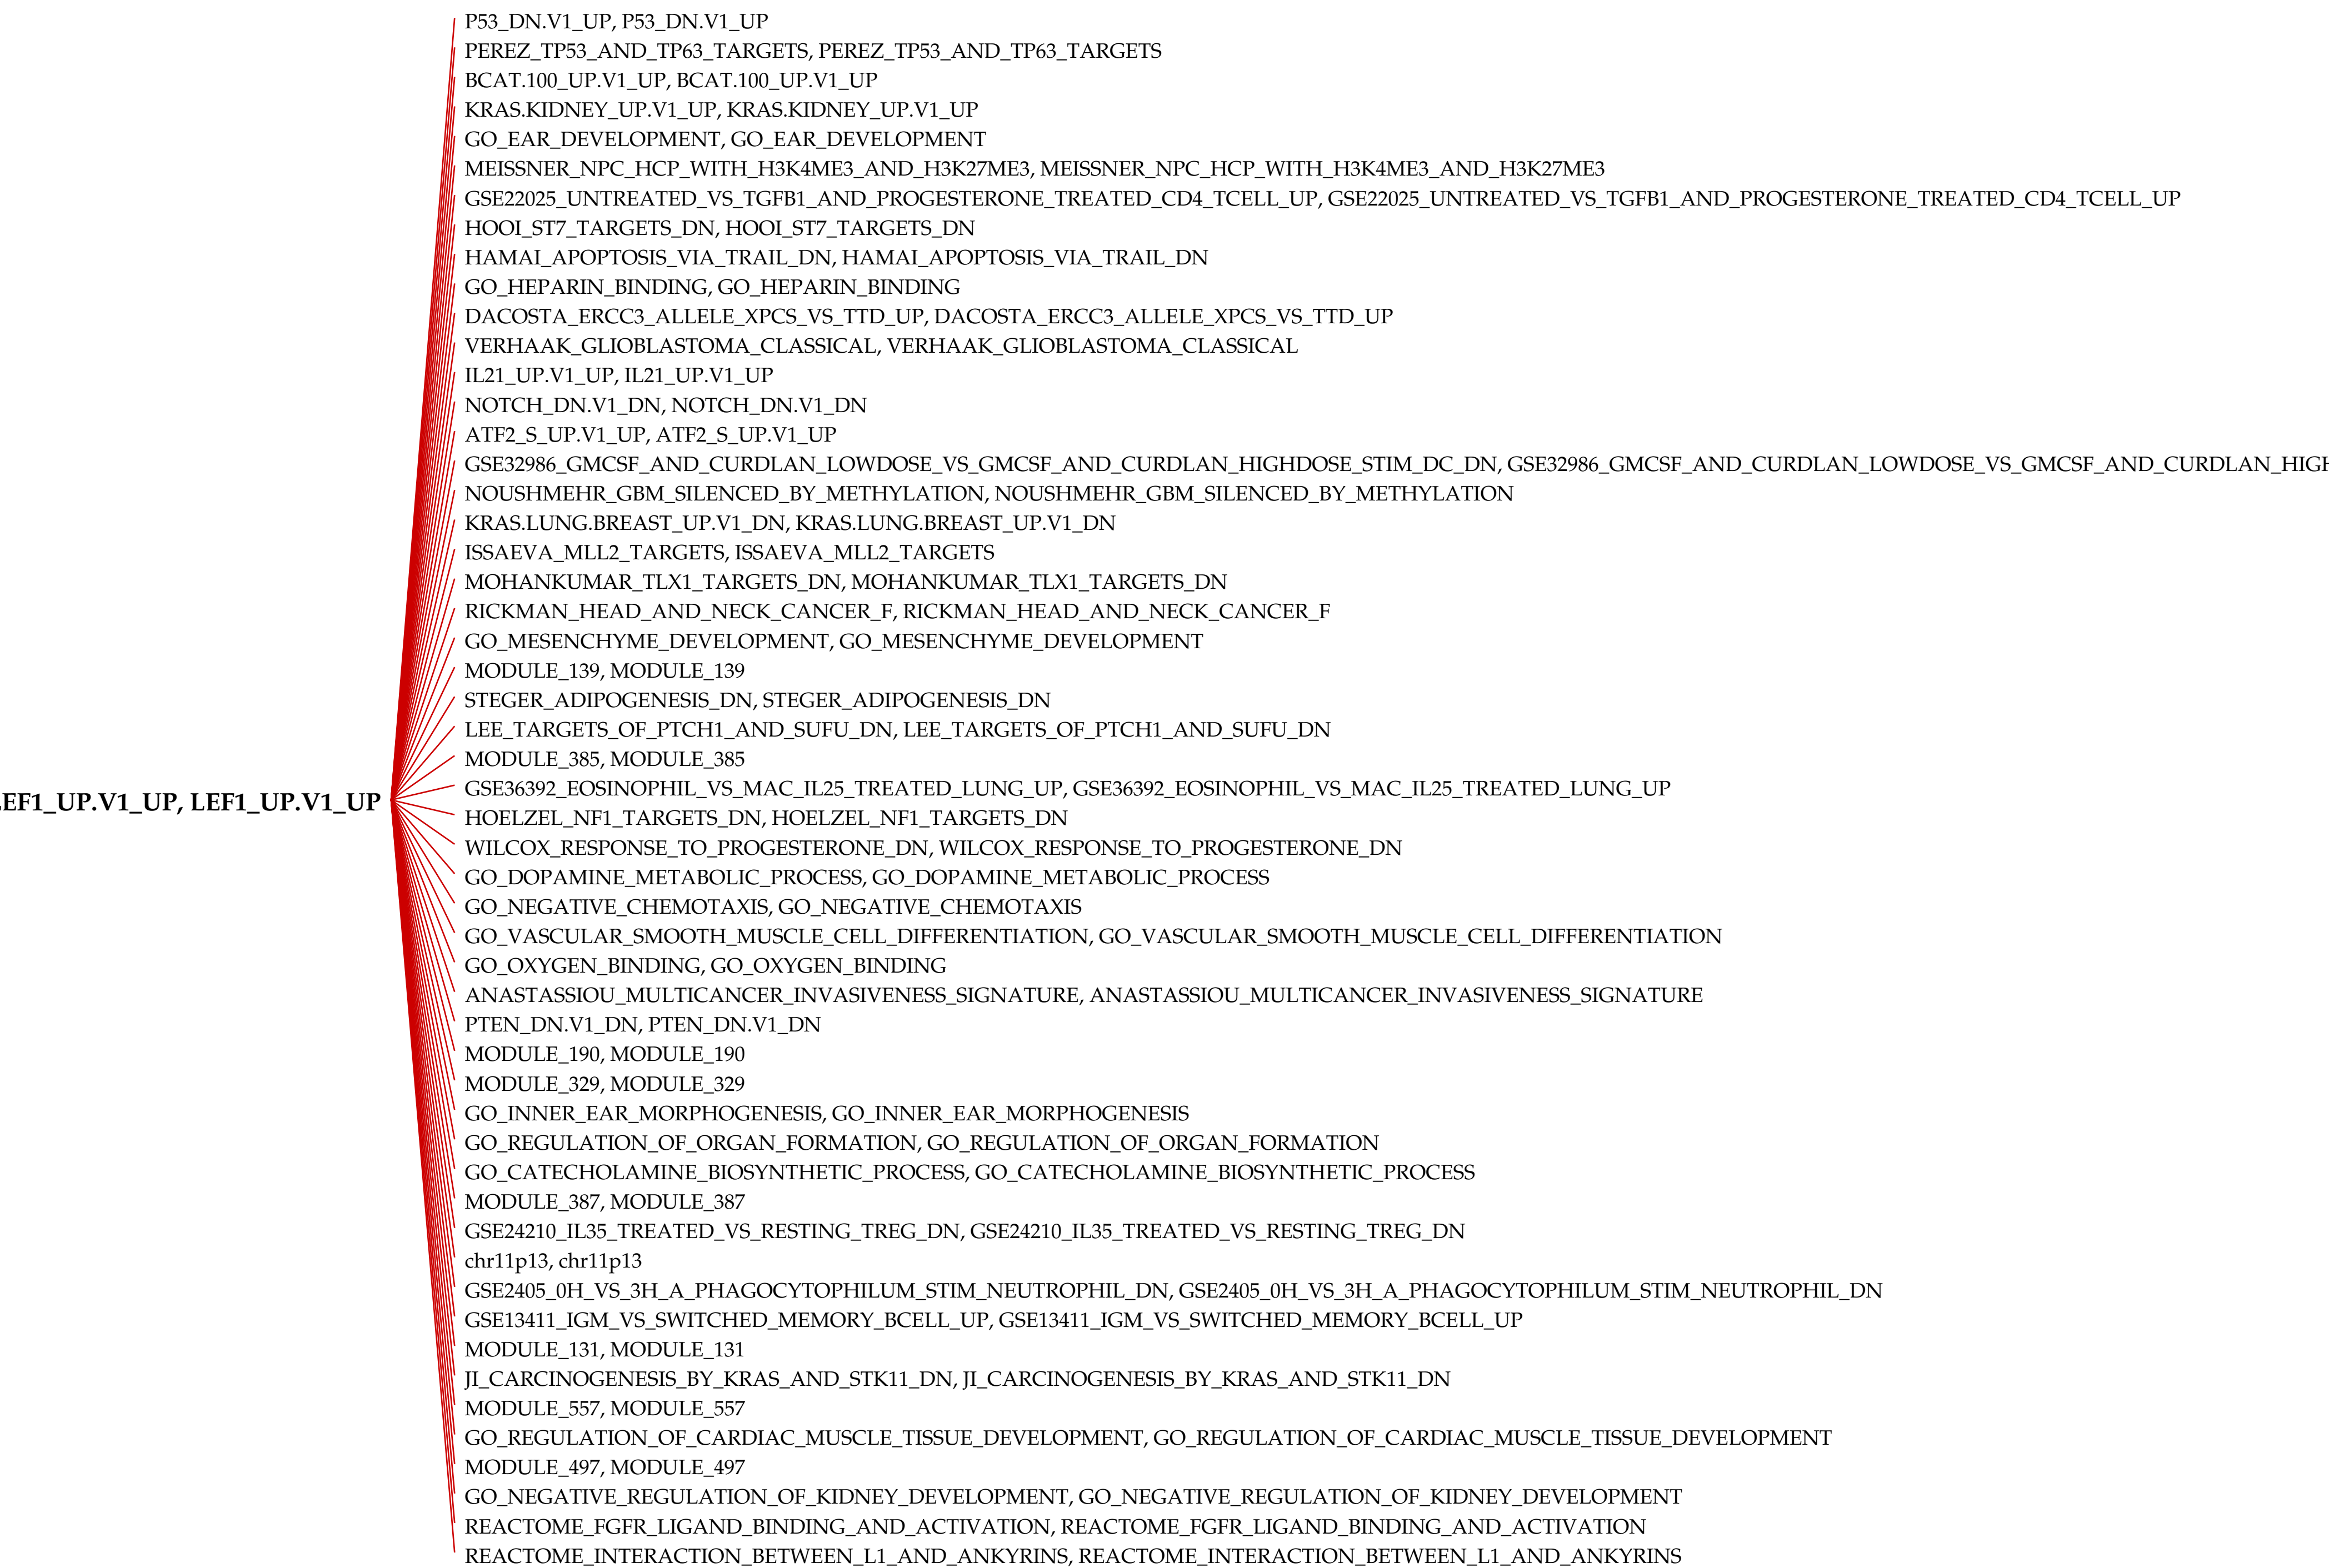 P53_DN.V1_UP, P53_DN.V1_UP
PEREZ_TP53_AND_TP63_TARGETS, PEREZ_TP53_AND_TP63_TARGETS
BCAT.100_UP.V1_UP, BCAT.100_UP.V1_UP
KRAS.KIDNEY_UP.V1_UP, KRAS.KIDNEY_UP.V1_UP
GO_EAR_DEVELOPMENT, GO_EAR_DEVELOPMENT
MEISSNER_NPC_HCP_WITH_H3K4ME3_AND_H3K27ME3, MEISSNER_NPC_HCP_WITH_H3K4ME3_AND_H3K27ME3
GSE22025_UNTREATED_VS_TGFB1_AND_PROGESTERONE_TREATED_CD4_TCELL_UP, GSE22025_UNTREATED_VS_TGFB1_AND_PROGESTERONE_TREATED_CD4_TCELL_UP
HOOI_ST7_TARGETS_DN, HOOI_ST7_TARGETS_DN
HAMAI_APOPTOSIS_VIA_TRAIL_DN, HAMAI_APOPTOSIS_VIA_TRAIL_DN
GO_HEPARIN_BINDING, GO_HEPARIN_BINDING
DACOSTA_ERCC3_ALLELE_XPCS_VS_TTD_UP, DACOSTA_ERCC3_ALLELE_XPCS_VS_TTD_UP
VERHAAK_GLIOBLASTOMA_CLASSICAL, VERHAAK_GLIOBLASTOMA_CLASSICAL
IL21_UP.V1_UP, IL21_UP.V1_UP
NOTCH_DN.V1_DN, NOTCH_DN.V1_DN
ATF2_S_UP.V1_UP, ATF2_S_UP.V1_UP
GSE32986_GMCSF_AND_CURDLAN_LOWDOSE_VS_GMCSF_AND_CURDLAN_HIGHDOSE_STIM_DC_DN, GSE32986_GMCSF_AND_CURDLAN_LOWDOSE_VS_GMCSF_AND_CURDLAN_HIGH
NOUSHMEHR_GBM_SILENCED_BY_METHYLATION, NOUSHMEHR_GBM_SILENCED_BY_METHYLATION
KRAS.LUNG.BREAST_UP.V1_DN, KRAS.LUNG.BREAST_UP.V1_DN
ISSAEVA_MLL2_TARGETS, ISSAEVA_MLL2_TARGETS
MOHANKUMAR_TLX1_TARGETS_DN, MOHANKUMAR_TLX1_TARGETS_DN
RICKMAN_HEAD_AND_NECK_CANCER_F, RICKMAN_HEAD_AND_NECK_CANCER_F
GO_MESENCHYME_DEVELOPMENT, GO_MESENCHYME_DEVELOPMENT
MODULE_139, MODULE_139
STEGER_ADIPOGENESIS_DN, STEGER_ADIPOGENESIS_DN
LEE_TARGETS_OF_PTCH1_AND_SUFU_DN, LEE_TARGETS_OF_PTCH1_AND_SUFU_DN
MODULE_385, MODULE_385
GSE36392_EOSINOPHIL_VS_MAC_IL25_TREATED_LUNG_UP, GSE36392_EOSINOPHIL_VS_MAC_IL25_TREATED_LUNG_UP
EF1_UP.V1_UP, LEF1_UP.V1_UP
HOELZEL_NF1_TARGETS_DN, HOELZEL_NF1_TARGETS_DN
WILCOX_RESPONSE_TO_PROGESTERONE_DN, WILCOX_RESPONSE_TO_PROGESTERONE_DN
GO_DOPAMINE_METABOLIC_PROCESS, GO_DOPAMINE_METABOLIC_PROCESS
GO_NEGATIVE_CHEMOTAXIS, GO_NEGATIVE_CHEMOTAXIS
GO_VASCULAR_SMOOTH_MUSCLE_CELL_DIFFERENTIATION, GO_VASCULAR_SMOOTH_MUSCLE_CELL_DIFFERENTIATION
GO_OXYGEN_BINDING, GO_OXYGEN_BINDING
ANASTASSIOU_MULTICANCER_INVASIVENESS_SIGNATURE, ANASTASSIOU_MULTICANCER_INVASIVENESS_SIGNATURE
PTEN_DN.V1_DN, PTEN_DN.V1_DN
MODULE_190, MODULE_190
MODULE_329, MODULE_329
GO_INNER_EAR_MORPHOGENESIS, GO_INNER_EAR_MORPHOGENESIS
GO_REGULATION_OF_ORGAN_FORMATION, GO_REGULATION_OF_ORGAN_FORMATION
GO_CATECHOLAMINE_BIOSYNTHETIC_PROCESS, GO_CATECHOLAMINE_BIOSYNTHETIC_PROCESS
MODULE_387, MODULE_387
GSE24210_IL35_TREATED_VS_RESTING_TREG_DN, GSE24210_IL35_TREATED_VS_RESTING_TREG_DN
chr11p13, chr11p13
GSE2405_0H_VS_3H_A_PHAGOCYTOPHILUM_STIM_NEUTROPHIL_DN, GSE2405_0H_VS_3H_A_PHAGOCYTOPHILUM_STIM_NEUTROPHIL_DN
GSE13411_IGM_VS_SWITCHED_MEMORY_BCELL_UP, GSE13411_IGM_VS_SWITCHED_MEMORY_BCELL_UP
MODULE_131, MODULE_131
JI_CARCINOGENESIS_BY_KRAS_AND_STK11_DN, JI_CARCINOGENESIS_BY_KRAS_AND_STK11_DN
MODULE_557, MODULE_557
GO_REGULATION_OF_CARDIAC_MUSCLE_TISSUE_DEVELOPMENT, GO_REGULATION_OF_CARDIAC_MUSCLE_TISSUE_DEVELOPMENT
MODULE_497, MODULE_497
GO_NEGATIVE_REGULATION_OF_KIDNEY_DEVELOPMENT, GO_NEGATIVE_REGULATION_OF_KIDNEY_DEVELOPMENT
REACTOME_FGFR_LIGAND_BINDING_AND_ACTIVATION, REACTOME_FGFR_LIGAND_BINDING_AND_ACTIVATION
REACTOME_INTERACTION_BETWEEN_L1_AND_ANKYRINS, REACTOME_INTERACTION_BETWEEN_L1_AND_ANKYRINS